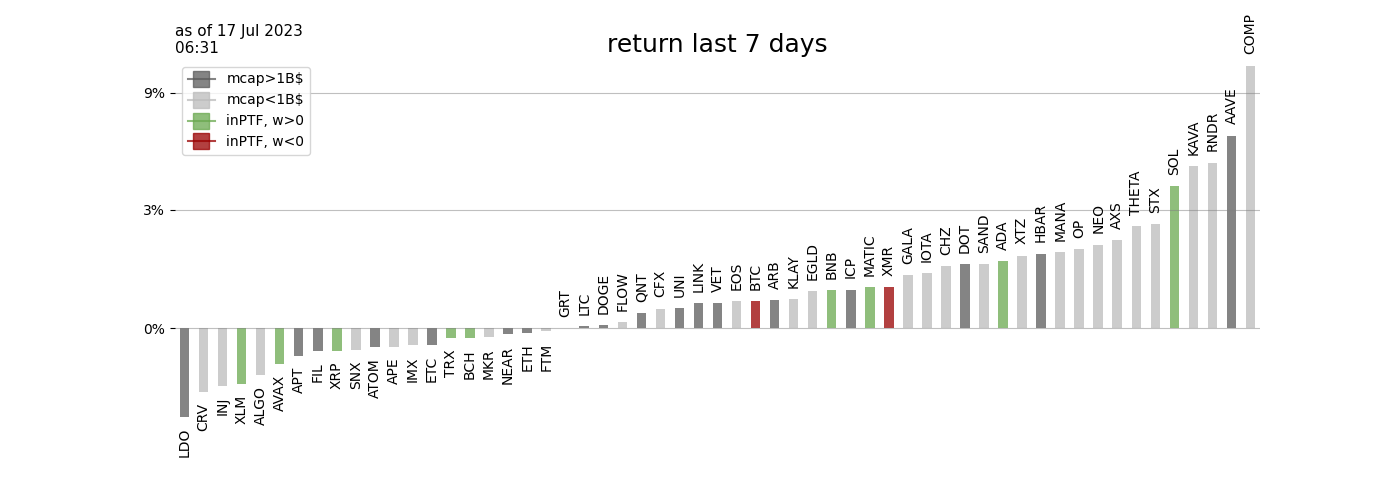 as of 17 Jul 2023
06:31
return last 7 days
mcap>1B$
mcap<1B$
inPTF, w>0
inPTF, w<0
9%
3%
0%
LDO
CRV
INJ
XLM
ALGO
AVAX
APT
FIL
XRP
SNX
ATOM
APE
IMX
ETC
TRX
BCH
MKR
NEAR
ETH
FTM
GRT
LTC
DOGE
FLOW
QNT
CFX
UNI
LINK
VET
EOS
BTC
ARB
KLAY
EGLD
BNB
ICP
MATIC
XMR
GALA
IOTA
CHZ
DOT
SAND
ADA
XTZ
HBAR
MANA
OP
NEO
AXS
THETA
STX
SOL
KAVA
RNDR
AAVE
COMP